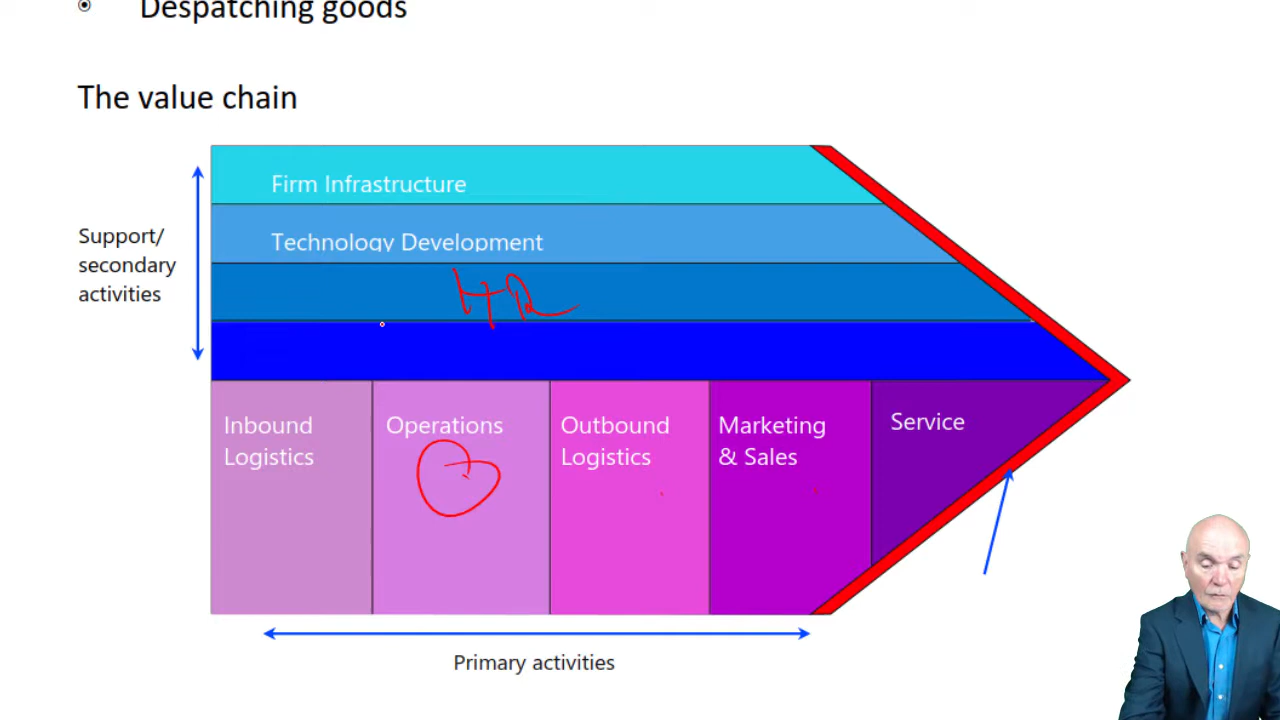 Despatching goods
The value chain
Firm Infrastructure
Technology Development
Support/
secondary
activities
HR
Inbound
Logistics
Operations
Outbound
Logistics
Marketing
& Sales
Service
Primary activities